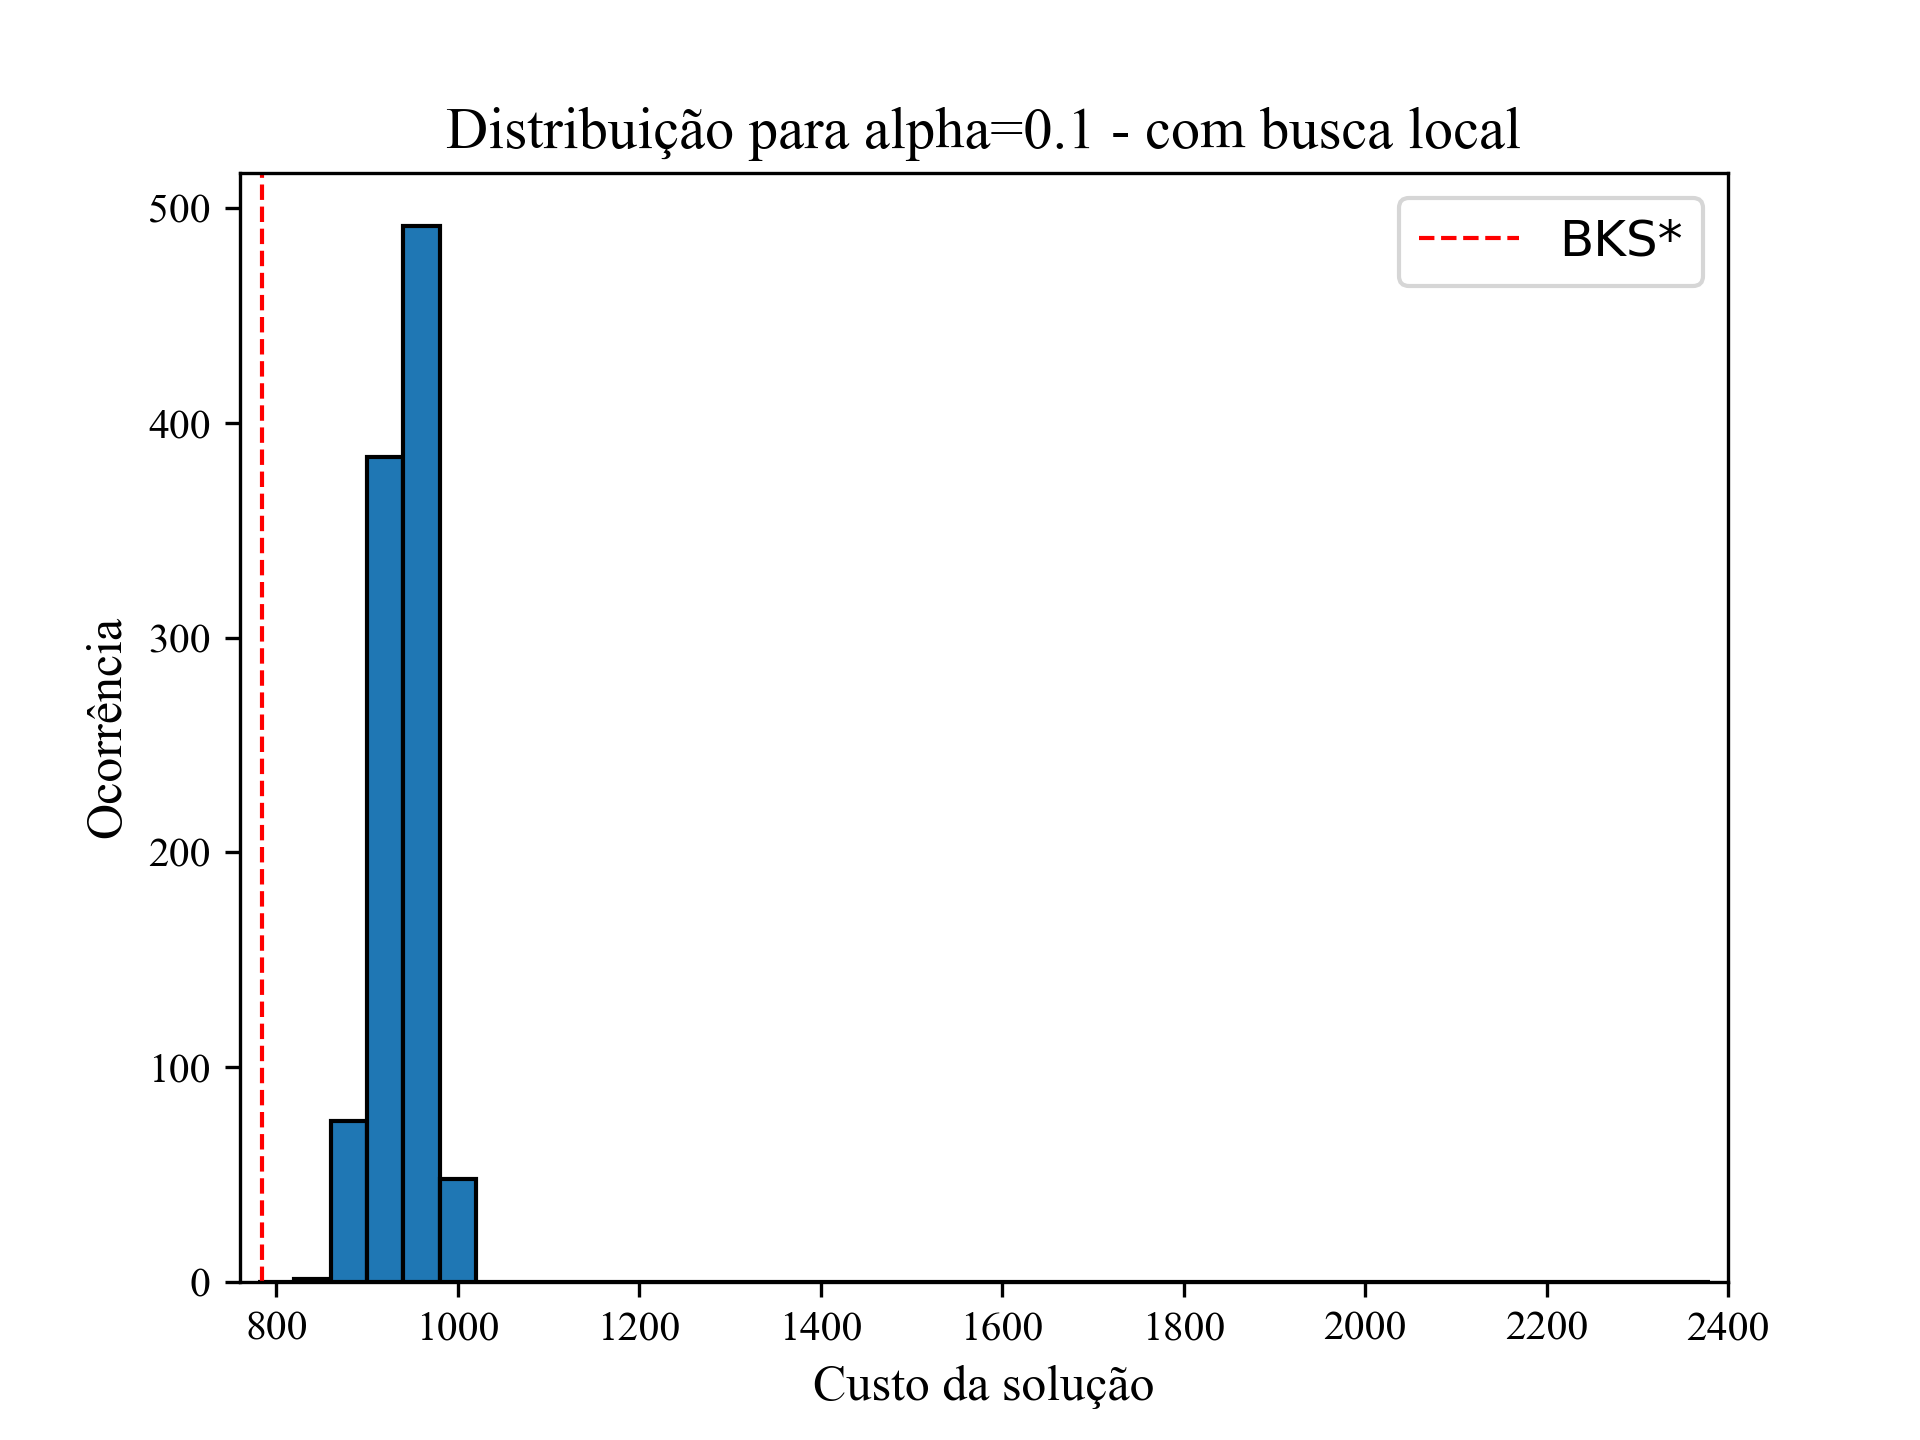 Distribuição para alpha=0.1 - com busca local
BKS*
Ocorrência
500
400
300
200
100
0
800 1000 1200 1400 1600 1800 2000 2200 2400
Custo da solução